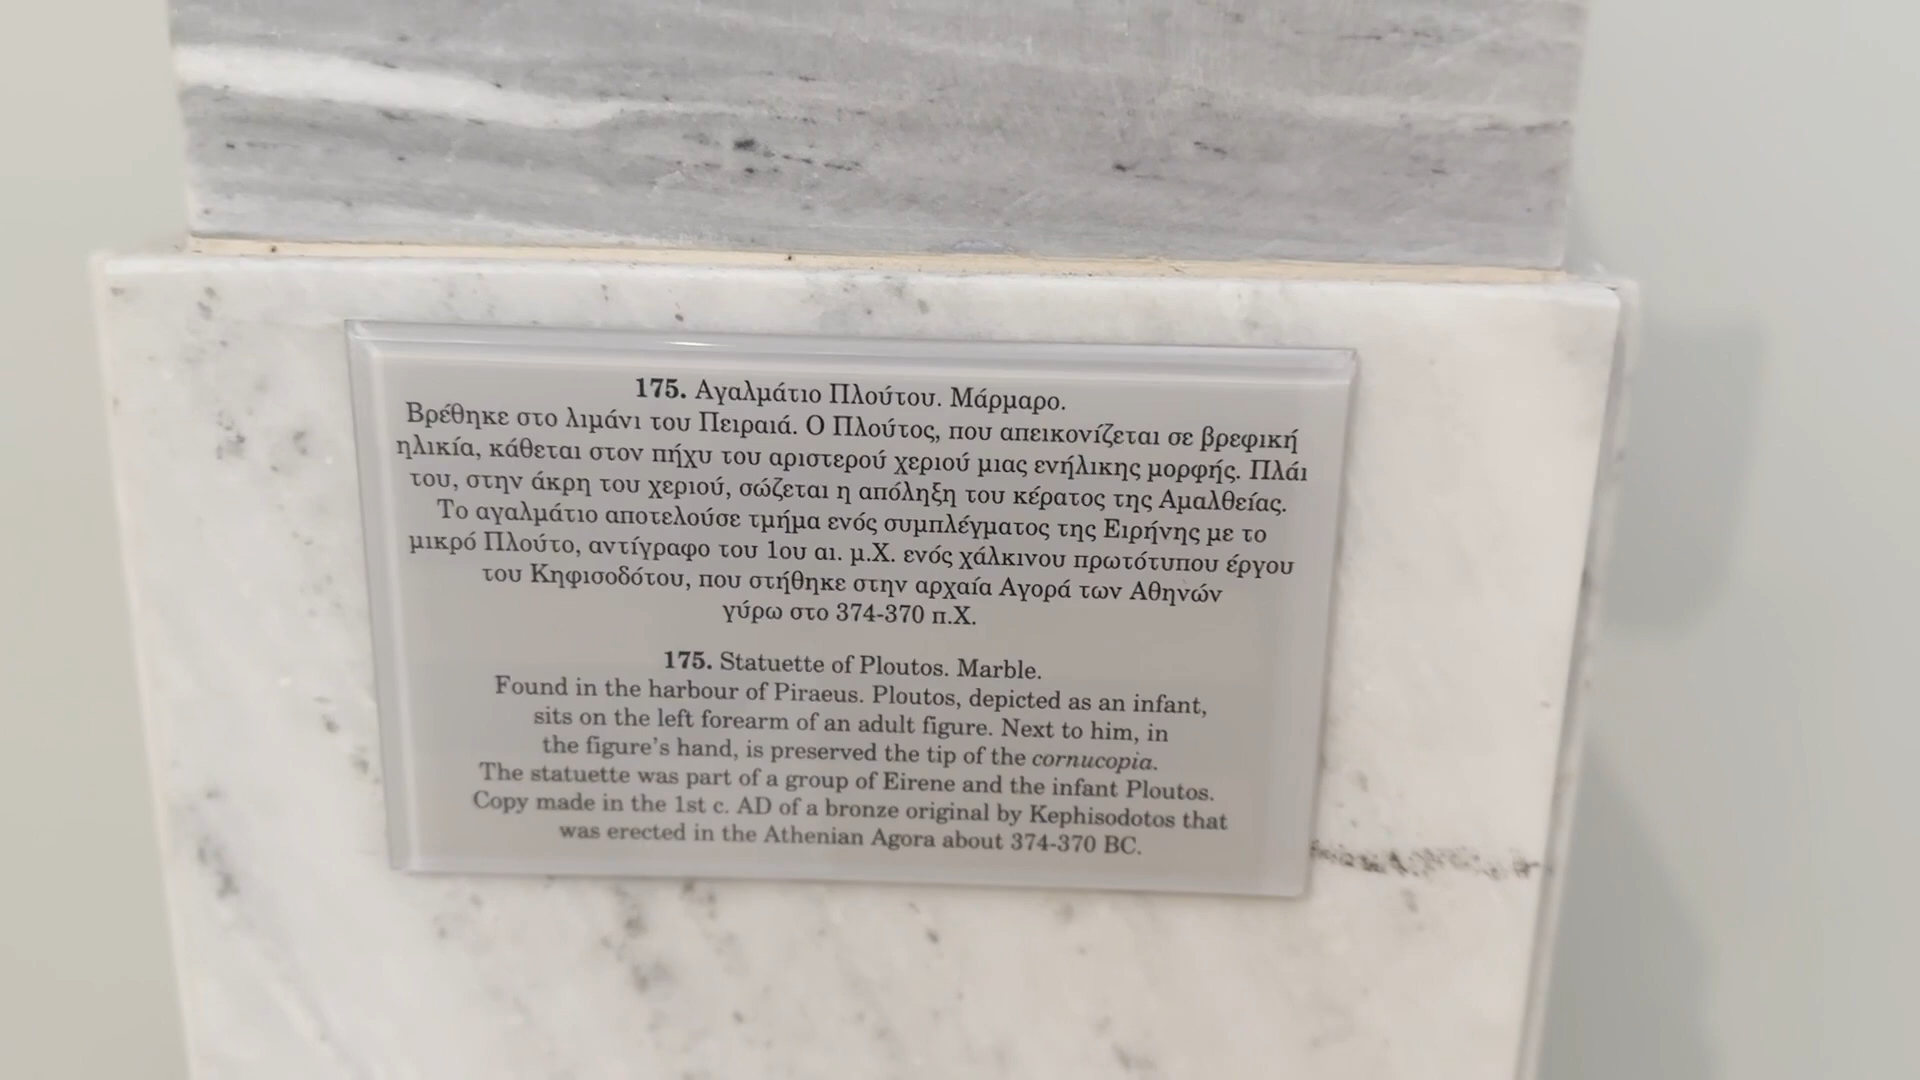 175. Αγαλμάτιο Πλούτου. Μάρμαρο.
Βρέθηκε στο λιμάνι του Πειραιά. Ο Πλούτος, που απεικονίζεται σε βρεφική
ηλικία, κάθεται στον πήχυ του αριστερού χεριού μιας ενήλικης μορφής. Πλάι
του, στην άκρη του χεριού, σώζεται η απόληξη του κέρατος της Αμαλθείας.
Το αγαλμάτιο αποτελούσε τμήμα ενός συμπλέγματος της Ειρήνης με το
μικρό Πλούτο, αντίγραφο του 1ου αι. μ.Χ. ενός χάλκινου πρωτότυπου έργου
του Κηφισοδότου, που στήθηκε στην αρχαία Αγορά των Αθηνών
γύρω στο 374-370 π.Χ.
175. Statuette of Ploutos. Marble.
Found in the harbour of Piraeus. Ploutos, depicted as an infant,
sits on the left forearm of an adult figure. Next to him, in
the figure's hand, is preserved the tip of the cornucopia.
The statuette was part of a group of Eirene and the infant Ploutos.
Copy made in the 1st c. AD of a bronze original by Kephisodotos that
was erected in the Athenian Agora about 374-370 BC.